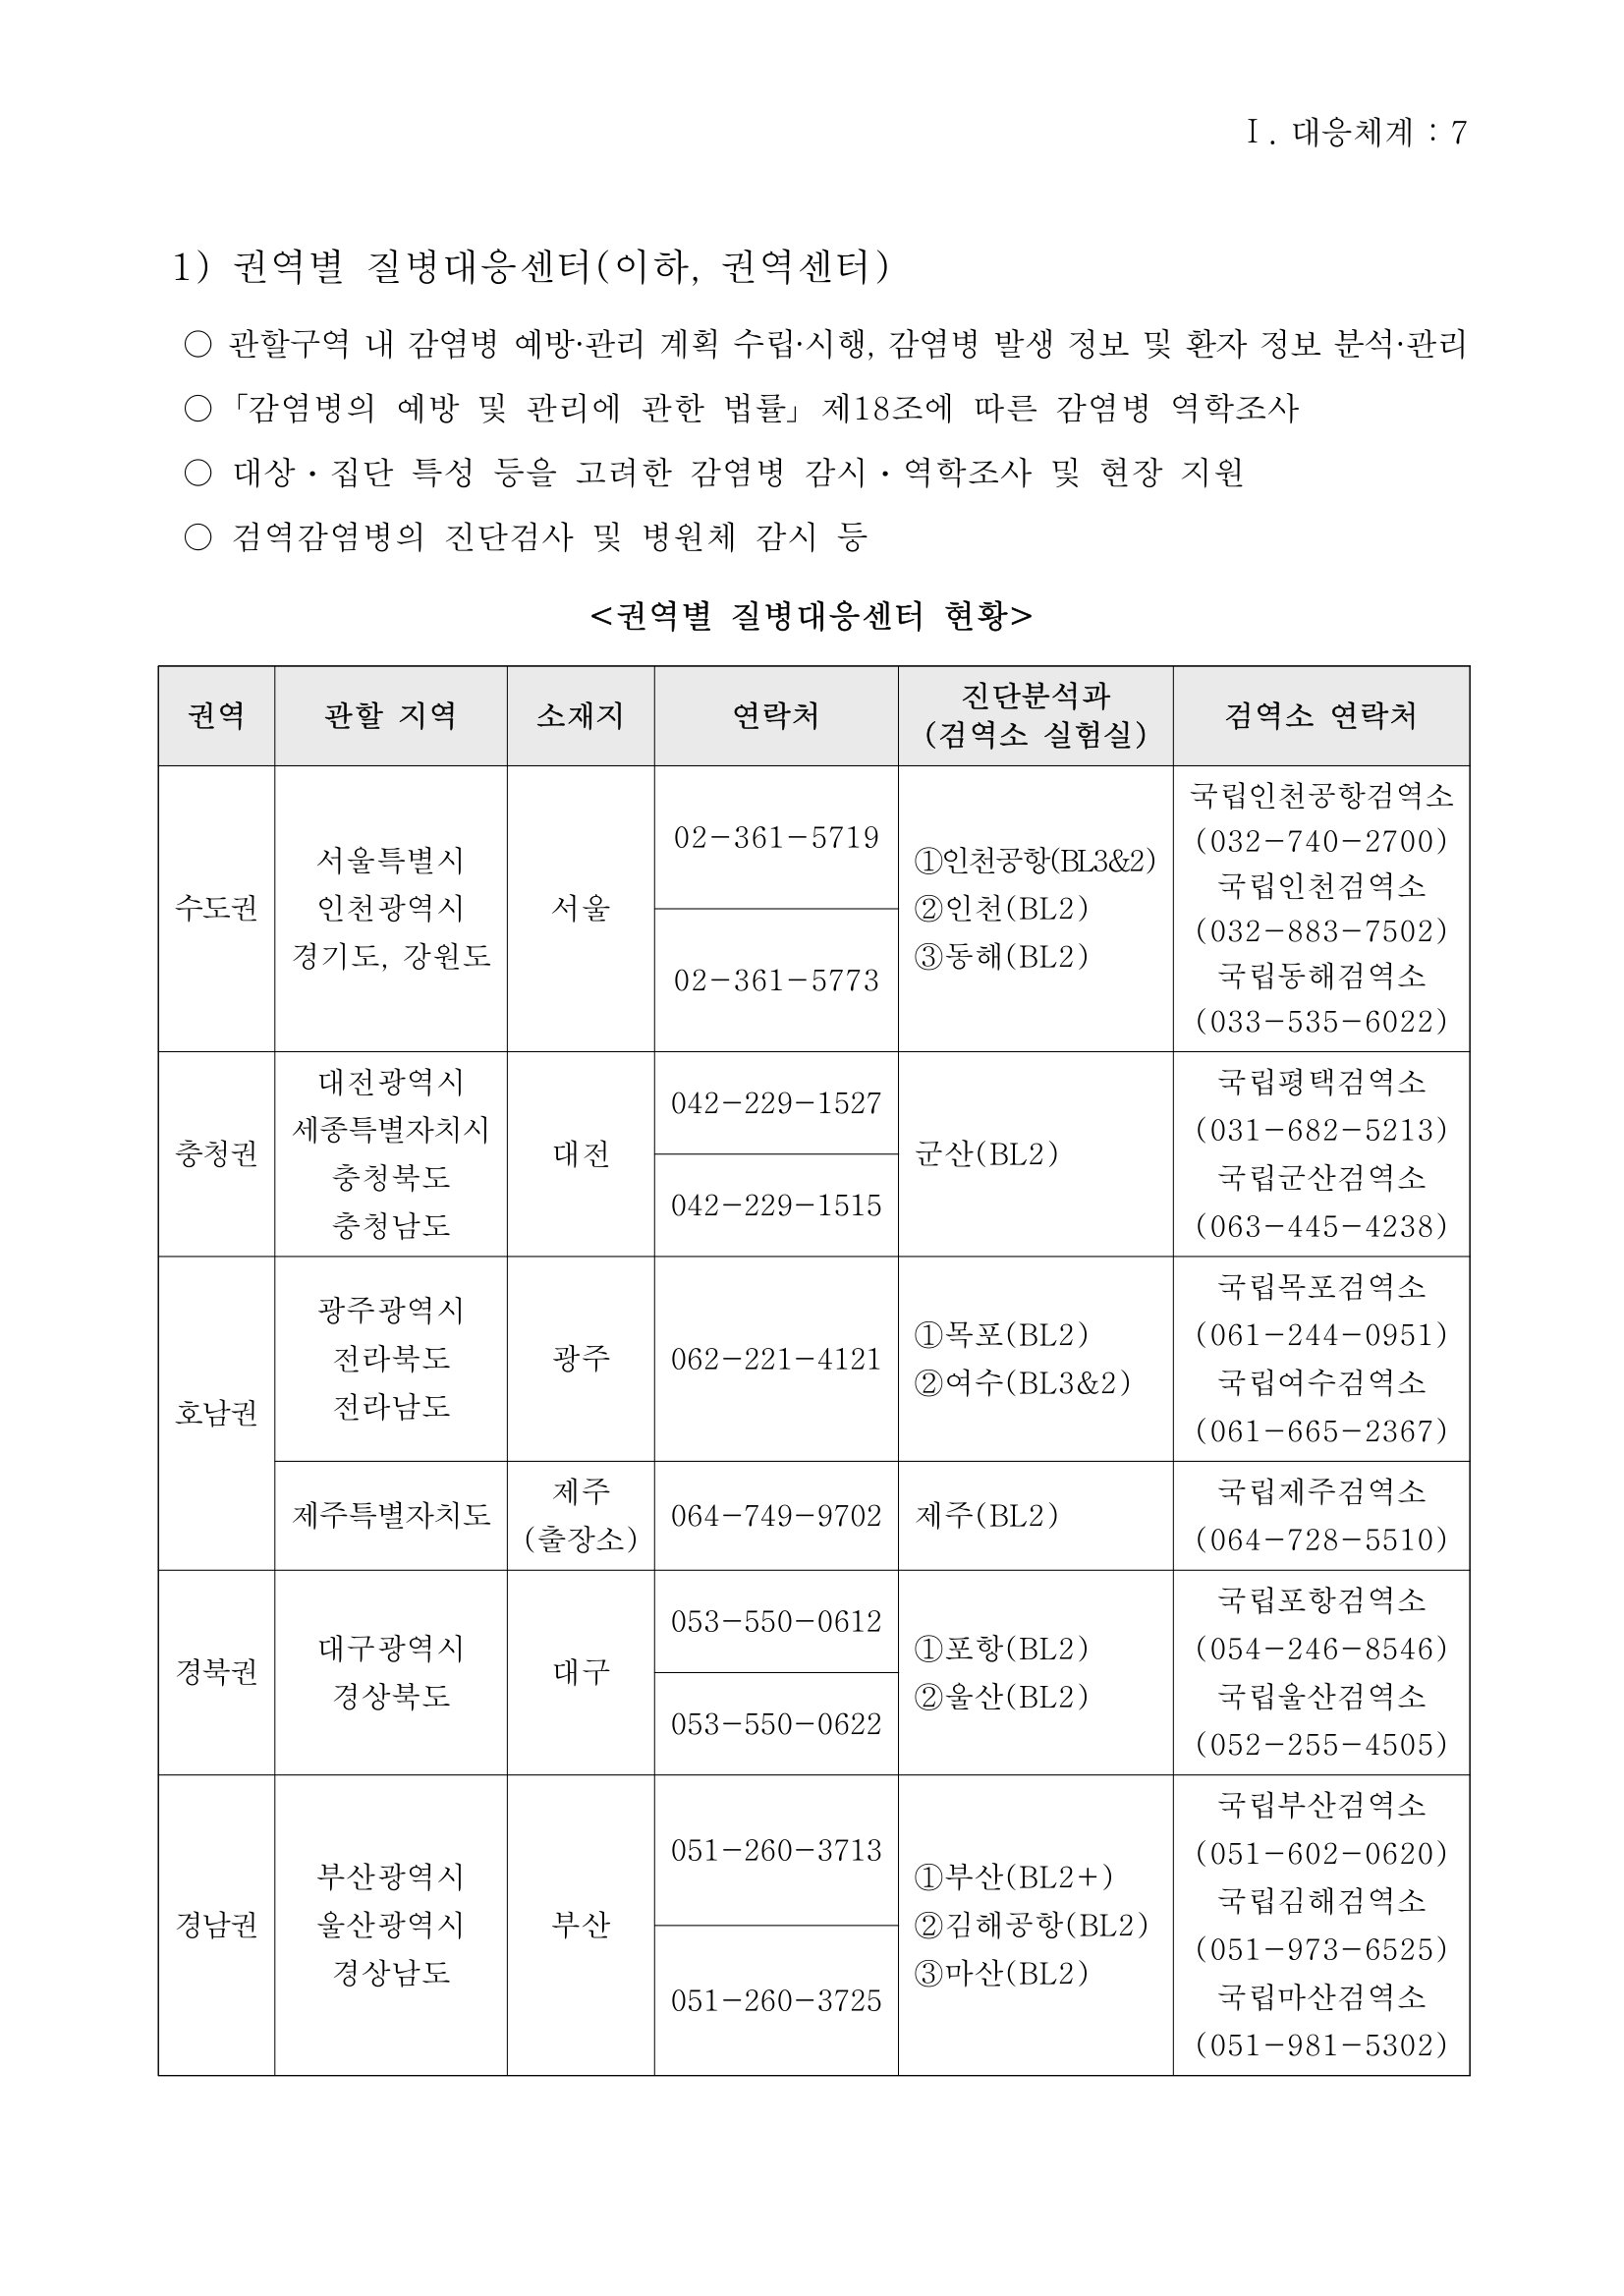 Ⅰ. 대응체계 : 7
1) 권역별 질병대응센터(이하, 권역센터)
○ 관할구역 내 감염병 예방·관리 계획 수립·시행, 감염병 발생 정보 및 환자 정보 분석·관리
○ 「감염병의 예방 및 관리에 관한 법률」 제18조에 따른 감염병 역학조사
○ 대상·집단 특성 등을 고려한 감염병 감시·역학조사 및 현장 지원
○ 검역감염병의 진단검사 및 병원체 감시 등
<권역별 질병대응센터 현황>
권역
관할 지역
소재지
연락처
진단분석과
(검역소 실험실)
검역소 연락처
수도권
서울특별시
인천광역시
경기도, 강원도
서울
02-361-5719
02-361-5773
①인천공항(BL3&2)
②인천(BL2)
③동해(BL2)
국립인천공항검역소
(032-740-2700)
국립인천검역소
(032-883-7502)
국립동해검역소
(033-535-6022)
충청권
대전광역시
세종특별자치시
충청북도
충청남도
대전
042-229-1527
042-229-1515
군산(BL2)
국립평택검역소
(031-682-5213)
국립군산검역소
(063-445-4238)
호남권
광주광역시
전라북도
전라남도
광주
062-221-4121
①목포(BL2)
②여수(BL3&2)
국립목포검역소
(061-244-0951)
국립여수검역소
(061-665-2367)
제주특별자치도
제주
(출장소)
064-749-9702
제주(BL2)
국립제주검역소
(064-728-5510)
경북권
대구광역시
경상북도
대구
053-550-0612
053-550-0622
①포항(BL2)
②울산(BL2)
국립포항검역소
(054-246-8546)
국립울산검역소
(052-255-4505)
경남권
부산광역시
울산광역시
경상남도
부산
051-260-3713
051-260-3725
①부산(BL2+)
②김해공항(BL2)
③마산(BL2)
국립부산검역소
(051-602-0620)
국립김해검역소
(051-973-6525)
국립마산검역소
(051-981-5302)